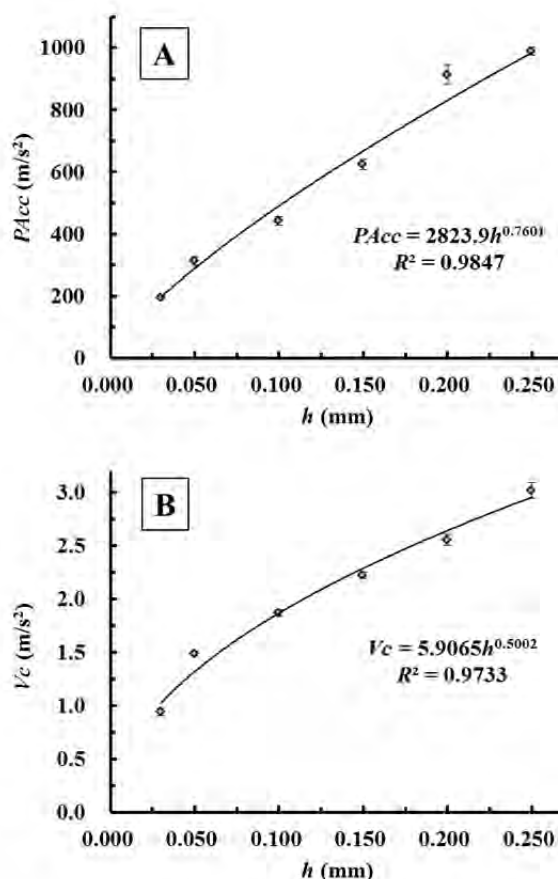 A
1000
800
600
400
200
0
PAcc (m/s²)
PAcc = 2823.9h^0.7601
R² = 0.9847
0.000 0.050 0.100 0.150 0.200 0.250
h (mm)
B
3.0
2.5
2.0
1.5
1.0
0.5
0.0
Vc (m/s²)
Vc = 5.9065h^0.5002
R² = 0.9733
0.000 0.050 0.100 0.150 0.200 0.250
h (mm)